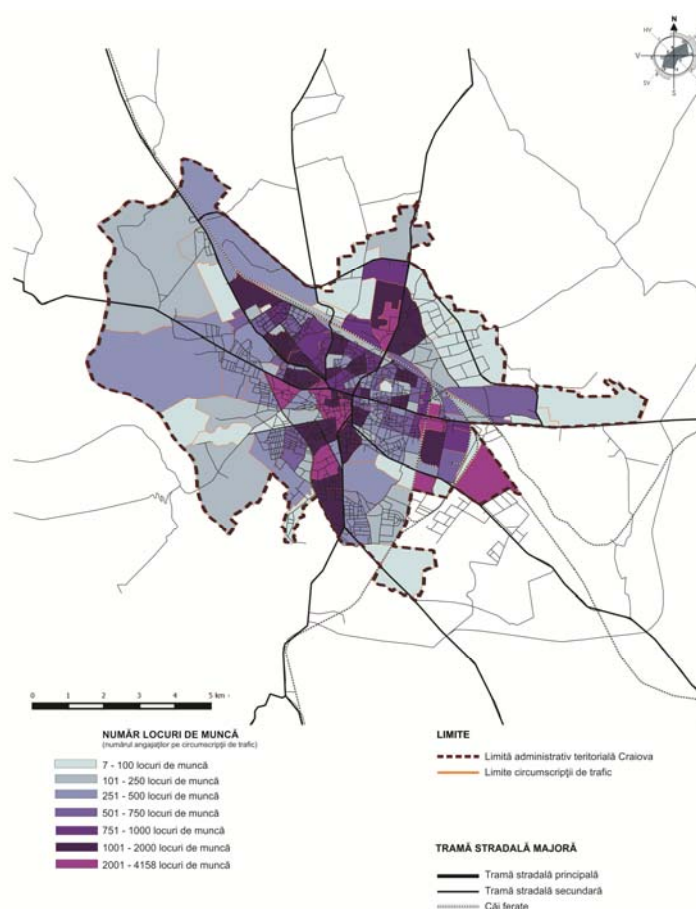 N
NV
V
SV
S
0 1 2 3 4 5 km
NUMĂR LOCURI DE MUNCĂ
(numărul angajaților pe circumscripții de trafic)
7 - 100 locuri de muncă
101 - 250 locuri de muncă
251 - 500 locuri de muncă
501 - 750 locuri de muncă
751 - 1000 locuri de muncă
1001 - 2000 locuri de muncă
2001 - 4158 locuri de muncă
LIMITE
Limită administrativ teritorială Craiova
Limite circumscripții de trafic
TRAMĂ STRADALĂ MAJORĂ
Tramă stradală principală
Tramă stradală secundară
Căi ferate